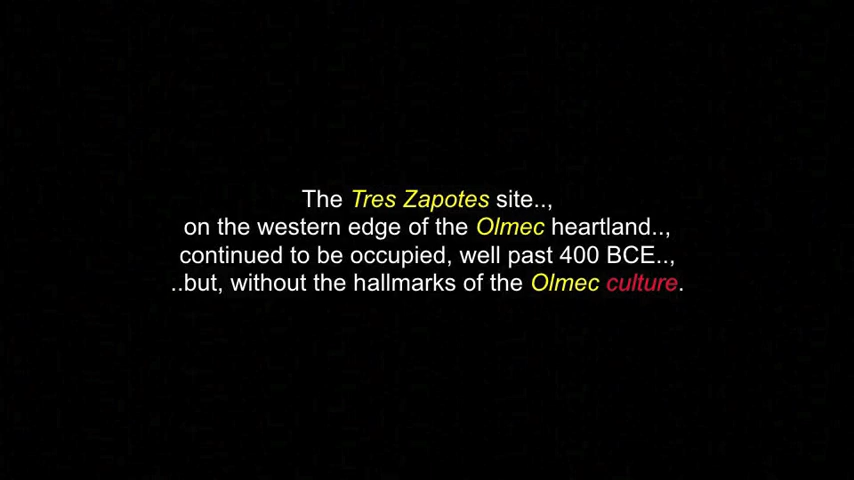 The Tres Zapotes site..,
on the western edge of the Olmec heartland..,
continued to be occupied, well past 400 BCE..,
..but, without the hallmarks of the Olmec culture.